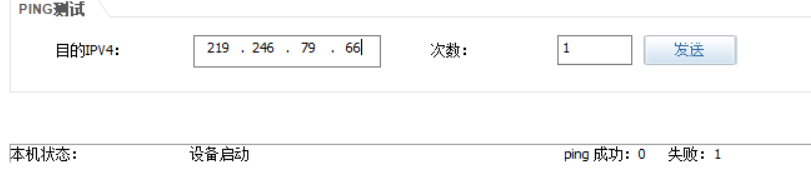 PING测试
目的IPV4: 219 . 246 . 79 . 66 次数: 1 发送
本机状态: 设备启动 ping 成功: 0 失败: 1